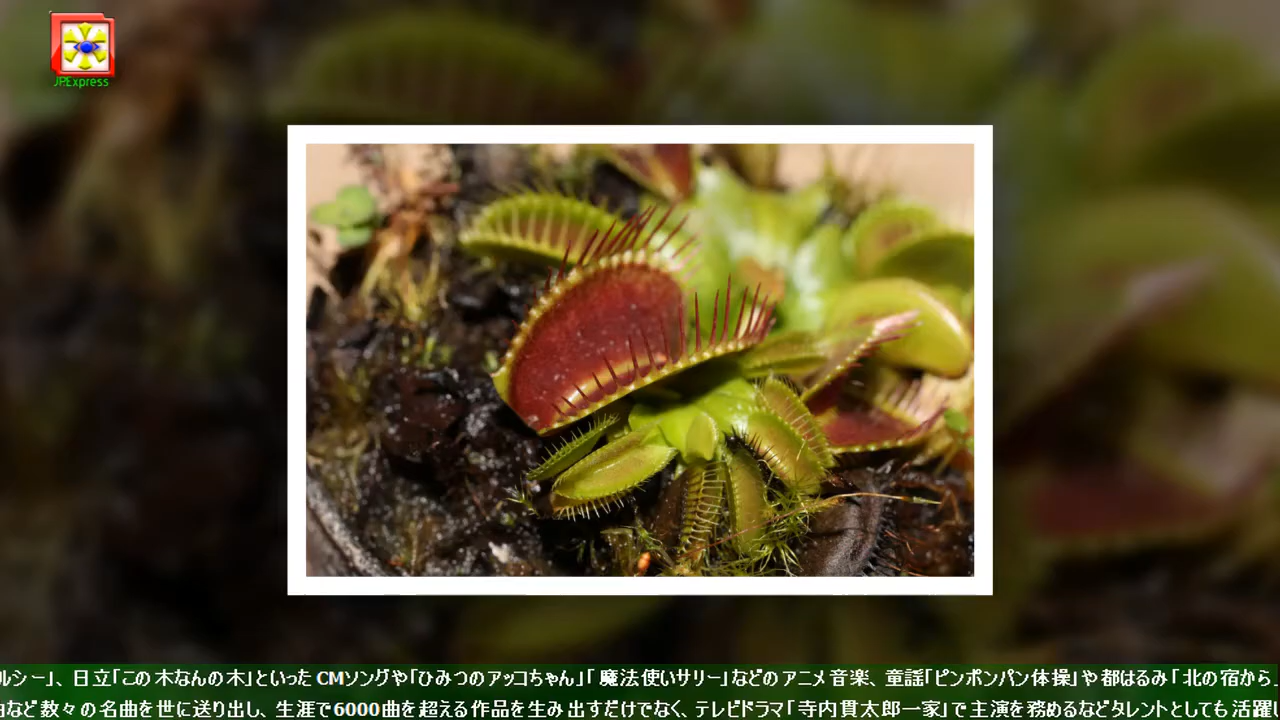 JPExpress
ルシー」、日立「この木なんの木」といったCMソングや「ひみつのアッコちゃん」「魔法使いサリー」などのアニメ音楽、童謡「ピンポンパン体操」や都はるみ「北の宿から」
など数々の名曲を世に送り出し、生涯で6000曲を超える作品を生み出すだけでなく、テレビドラマ「寺内貫太郎一家」で主演を務めるなどタレントとしても活躍